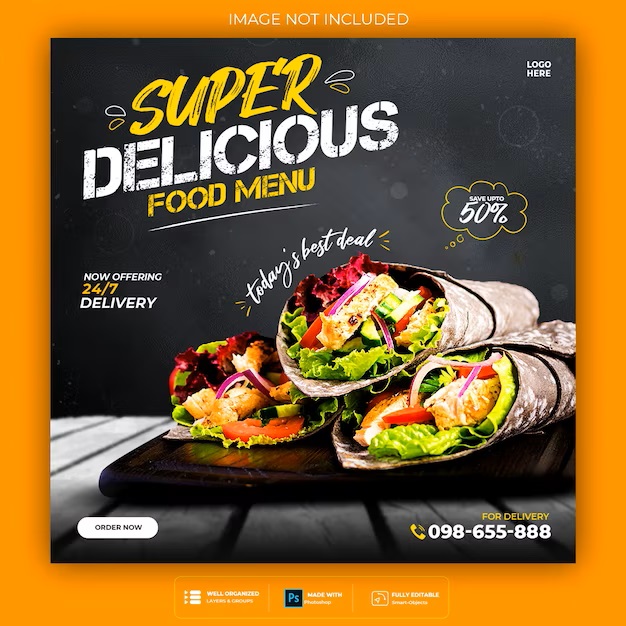 IMAGE NOT INCLUDED
LOGO
HERE
SUPER
DELICIOUS
FOOD MENU
SAVE UPTO
50%
today's best deal
NOW OFFERING
24/7
DELIVERY
ORDER NOW
FOR DELIVERY
098-655-888
WELL ORGANIZED
LAYERS & GROUPS
Ps
MADE WITH
Photoshop
FULLY EDITABLE
Smart-Objects